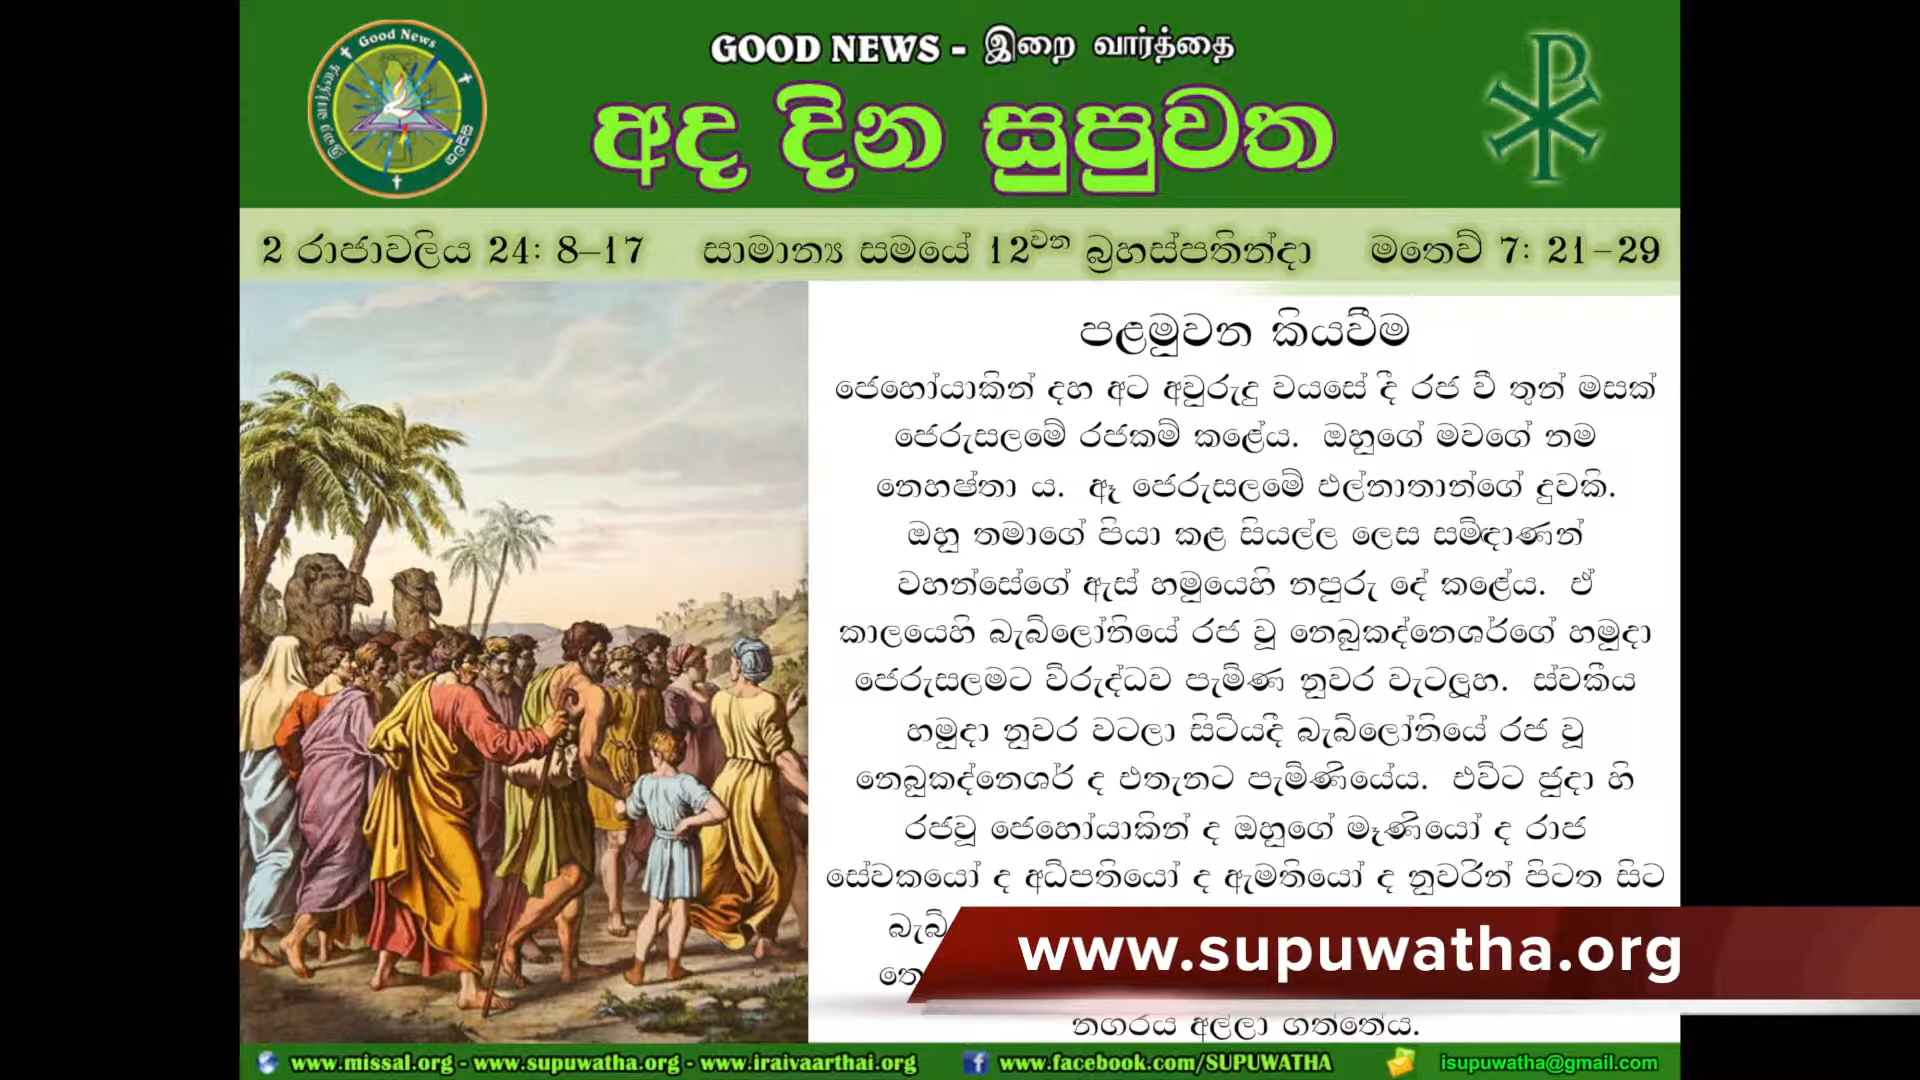 Good News
GOOD NEWS - இறை வார்த்தை
අද දින සුපුවත
2 රාජාවලිය 24: 8–17 සාමාන්‍ය සමයේ 12වන බ්‍රහස්පතින්දා මතෙව් 7: 21–29
පළමුවන කියවීම
ජෙහෝයාකින් දහ අට අවුරුදු වයසේ දී රජ වී තුන් මසක්
ජෙරුසලමේ රජකම් කළේය. ඔහුගේ මවගේ නම
නෙහෂ්තා ය. ඈ ජෙරුසලමේ එල්නාතාන්ගේ දුවකි.
ඔහු තමාගේ පියා කළ සියල්ල ලෙස සමිඳාණන්
වහන්සේගේ ඇස් හමුයෙහි නපුරු දේ කළේය. ඒ
කාලයෙහි බැබිලෝනියේ රජ වූ නෙබුකද්නෙශර්ගේ හමුදා
ජෙරුසලමට විරුද්ධව පැමිණ නුවර වැටලූහ. ස්වකීය
හමුදා නුවර වටලා සිටියදී බැබිලෝනියේ රජ වූ
නෙබුකද්නෙශර් ද එතැනට පැමිණියේය. එවිට ජුදා හි
රජවූ ජෙහෝයාකින් ද ඔහුගේ මෑණියෝ ද රාජ
සේවකයෝ ද අධිපතියෝ ද ඇමතියෝ ද නුවරින් පිටත සිට
බැබි
www.supuwatha.org
නගරය අල්ලා ගත්තේය.
www.missal.org - www.supuwatha.org - www.iraivaarthai.org www.facebook.com/SUPUWATHA isupuwatha@gmail.com